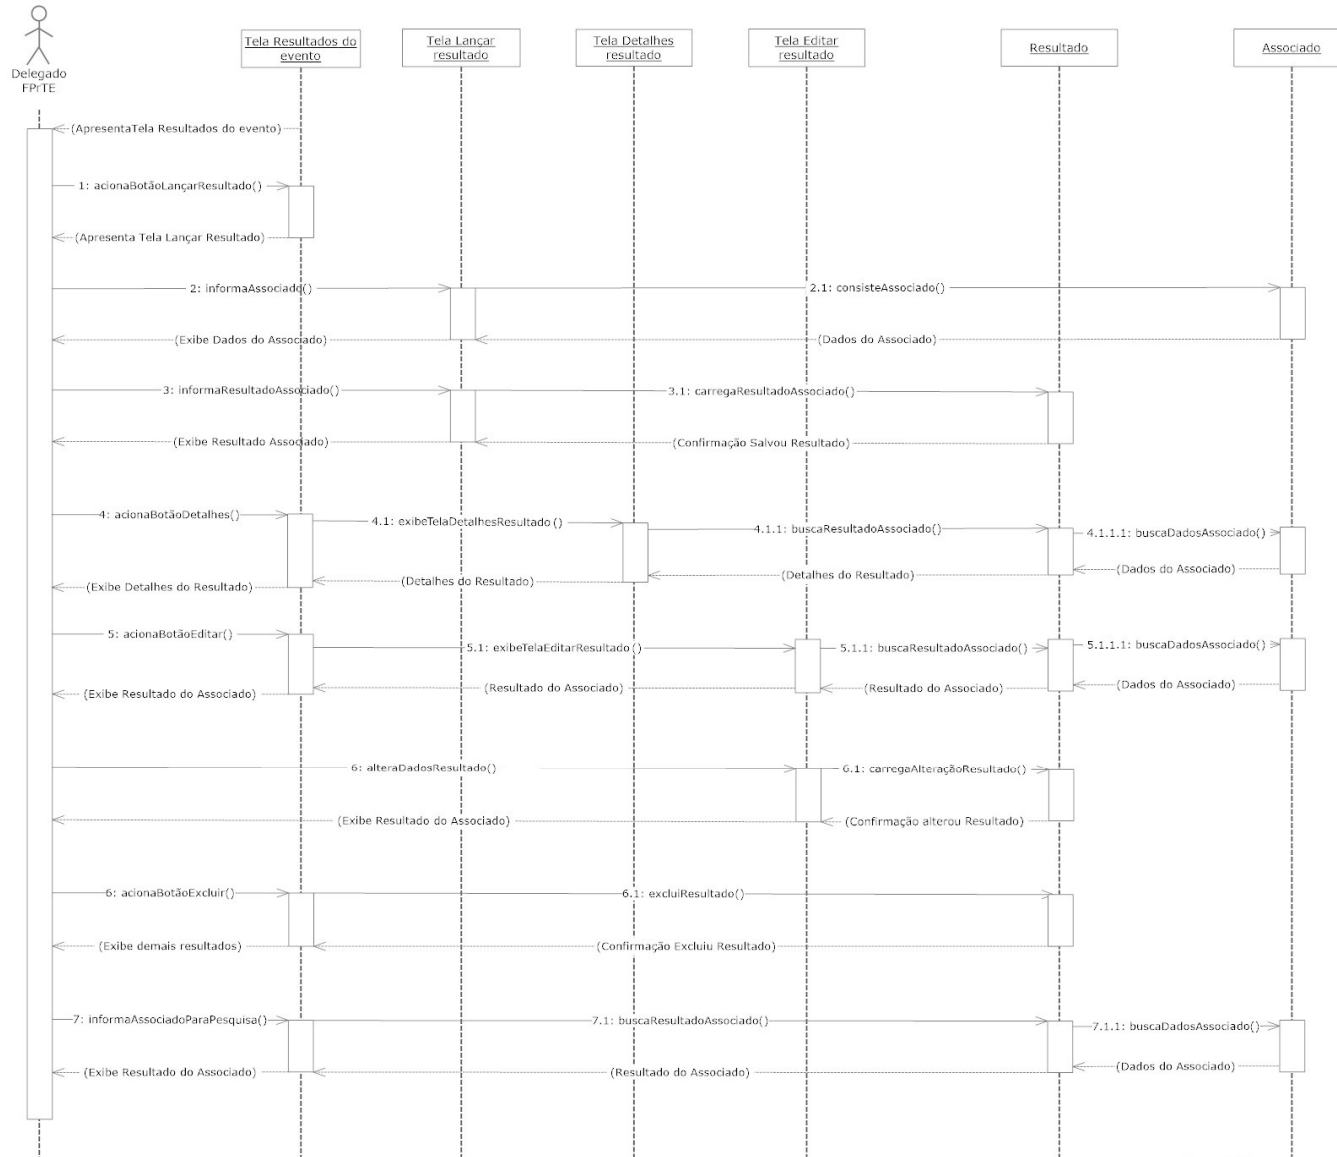 Delegado
FPrTE
Tela Resultados do
evento
Tela Lançar
resultado
Tela Detalhes
resultado
Tela Editar
resultado
Resultado
Associado
(ApresentaTela Resultados do evento)
1: acionaBotãoLançarResultado()
(Apresenta Tela Lançar Resultado)
2: informaAssociado()
2.1: consisteAssociado()
(Exibe Dados do Associado)
(Dados do Associado)
3: informaResultadoAssociado()
3.1: carregaResultadoAssociado()
(Exibe Resultado Associado)
(Confirmação Salvou Resultado)
4: acionaBotãoDetalhes()
4.1: exibeTelaDetalhesResultado()
4.1.1: buscaResultadoAssociado()
4.1.1.1: buscaDadosAssociado()
(Exibe Detalhes do Resultado)
(Detalhes do Resultado)
(Detalhes do Resultado)
(Dados do Associado)
5: acionaBotãoEditar()
5.1: exibeTelaEditarResultado()
5.1.1: buscaResultadoAssociado()
5.1.1.1: buscaDadosAssociado()
(Exibe Resultado do Associado)
(Resultado do Associado)
(Resultado do Associado)
(Dados do Associado)
6: alteraDadosResultado()
6.1: carregaAlteraçãoResultado()
(Exibe Resultado do Associado)
(Confirmação alterou Resultado)
6: acionaBotãoExcluir()
6.1: excluiResultado()
(Exibe demais resultados)
(Confirmação Excluiu Resultado)
7: informaAssociadoParaPesquisa()
7.1: buscaResultadoAssociado()
7.1.1: buscaDadosAssociado()
(Exibe Resultado do Associado)
(Resultado do Associado)
(Dados do Associado)